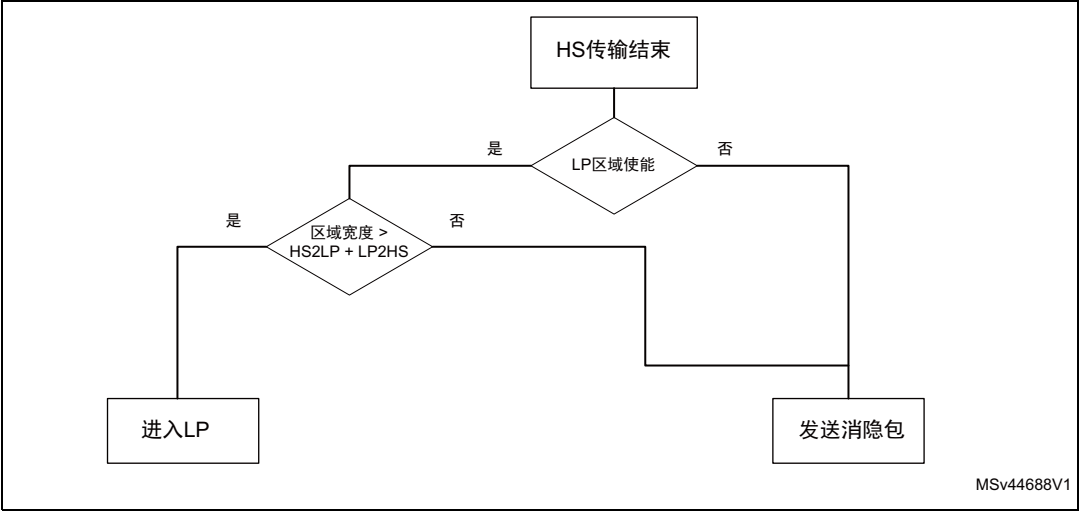 HS传输结束
是
LP区域使能
否
是
区域宽度 >
HS2LP + LP2HS
否
进入LP
发送消隐包
MSv44688V1